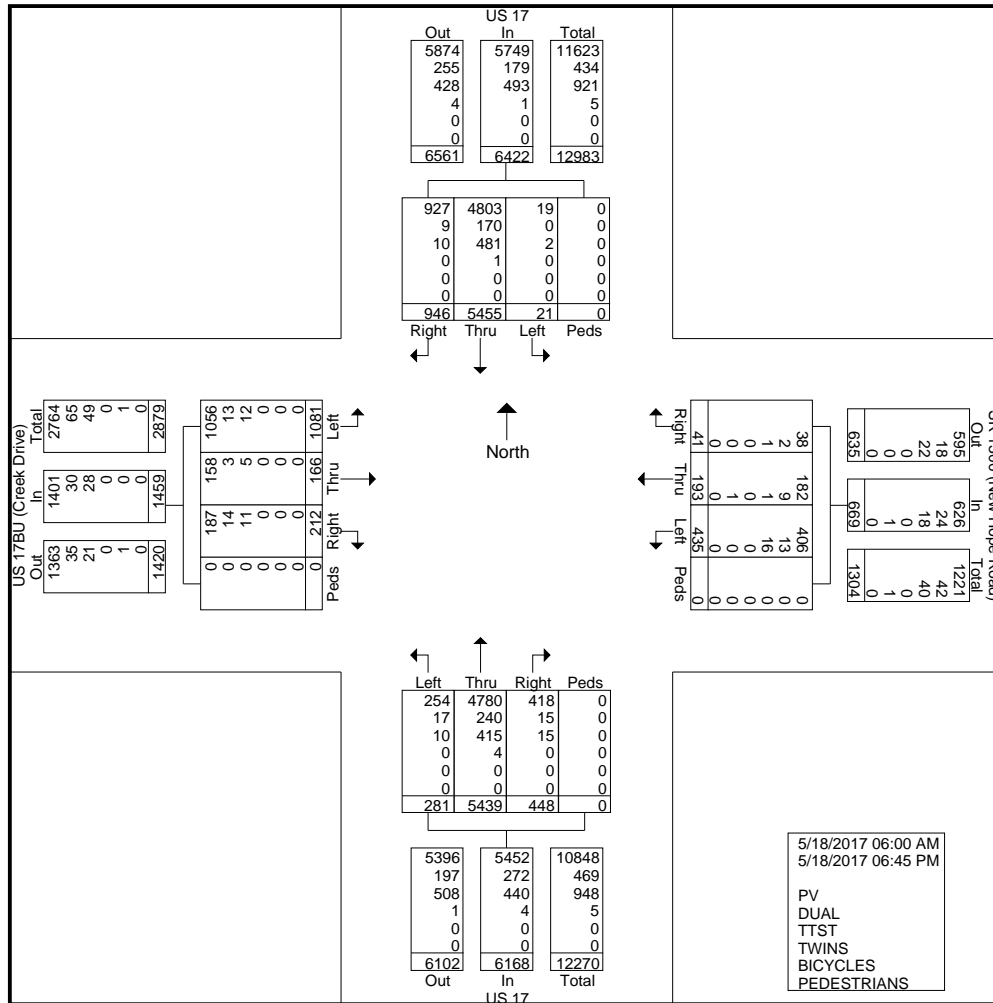 US 17
Out In Total
5874 5749 11623
255 179 434
428 493 921
4 1 5
0 0 0
0 0 0
6561 6422 12983
927 4803 19 0
9 170 0 0
10 481 2 0
0 1 0 0
0 0 0 0
0 0 0 0
946 5455 21 0
Right Thru Left Peds
US 17BU (Creek Drive)
Total
2764 65 49 0 1 0 2879
In
1401 30 28 0 0 0 1459
Out
1363 35 21 0 1 0 1420
1056 13 12 0 0 0 1081 Left
158 3 5 0 0 0 166 Thru
187 14 11 0 0 0 212 Right
0 0 0 0 0 0 0 Peds
North
Right 38 2 1 0 0 0 41
Thru 182 9 1 0 1 0 193
Left 406 13 16 0 0 0 435
Peds 0 0 0 0 0 0 0
(New Hope Road)
Out
595 18 22 0 0 0 635
In
626 24 18 0 1 0 669
Total
1221 42 40 0 1 0 1304
Left Thru Right Peds
254 4780 418 0
17 240 15 0
10 415 15 0
0 4 0 0
0 0 0 0
0 0 0 0
281 5439 448 0
5396 5452 10848
197 272 469
508 440 948
1 4 5
0 0 0
0 0 0
6102 6168 12270
Out In Total
US 17
5/18/2017 06:00 AM
5/18/2017 06:45 PM
PV
DUAL
TTST
TWINS
BICYCLES
PEDESTRIANS